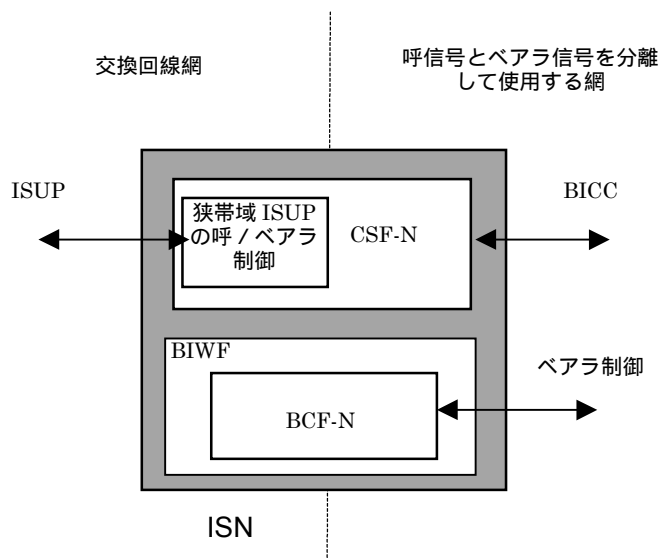 交換回線網
呼信号とベアラ信号を分離
して使用する網
ISUP
狭帯域 ISUP
の呼 / ベアラ
制御
CSF-N
BICC
BIWF
ベアラ制御
BCF-N
ISN